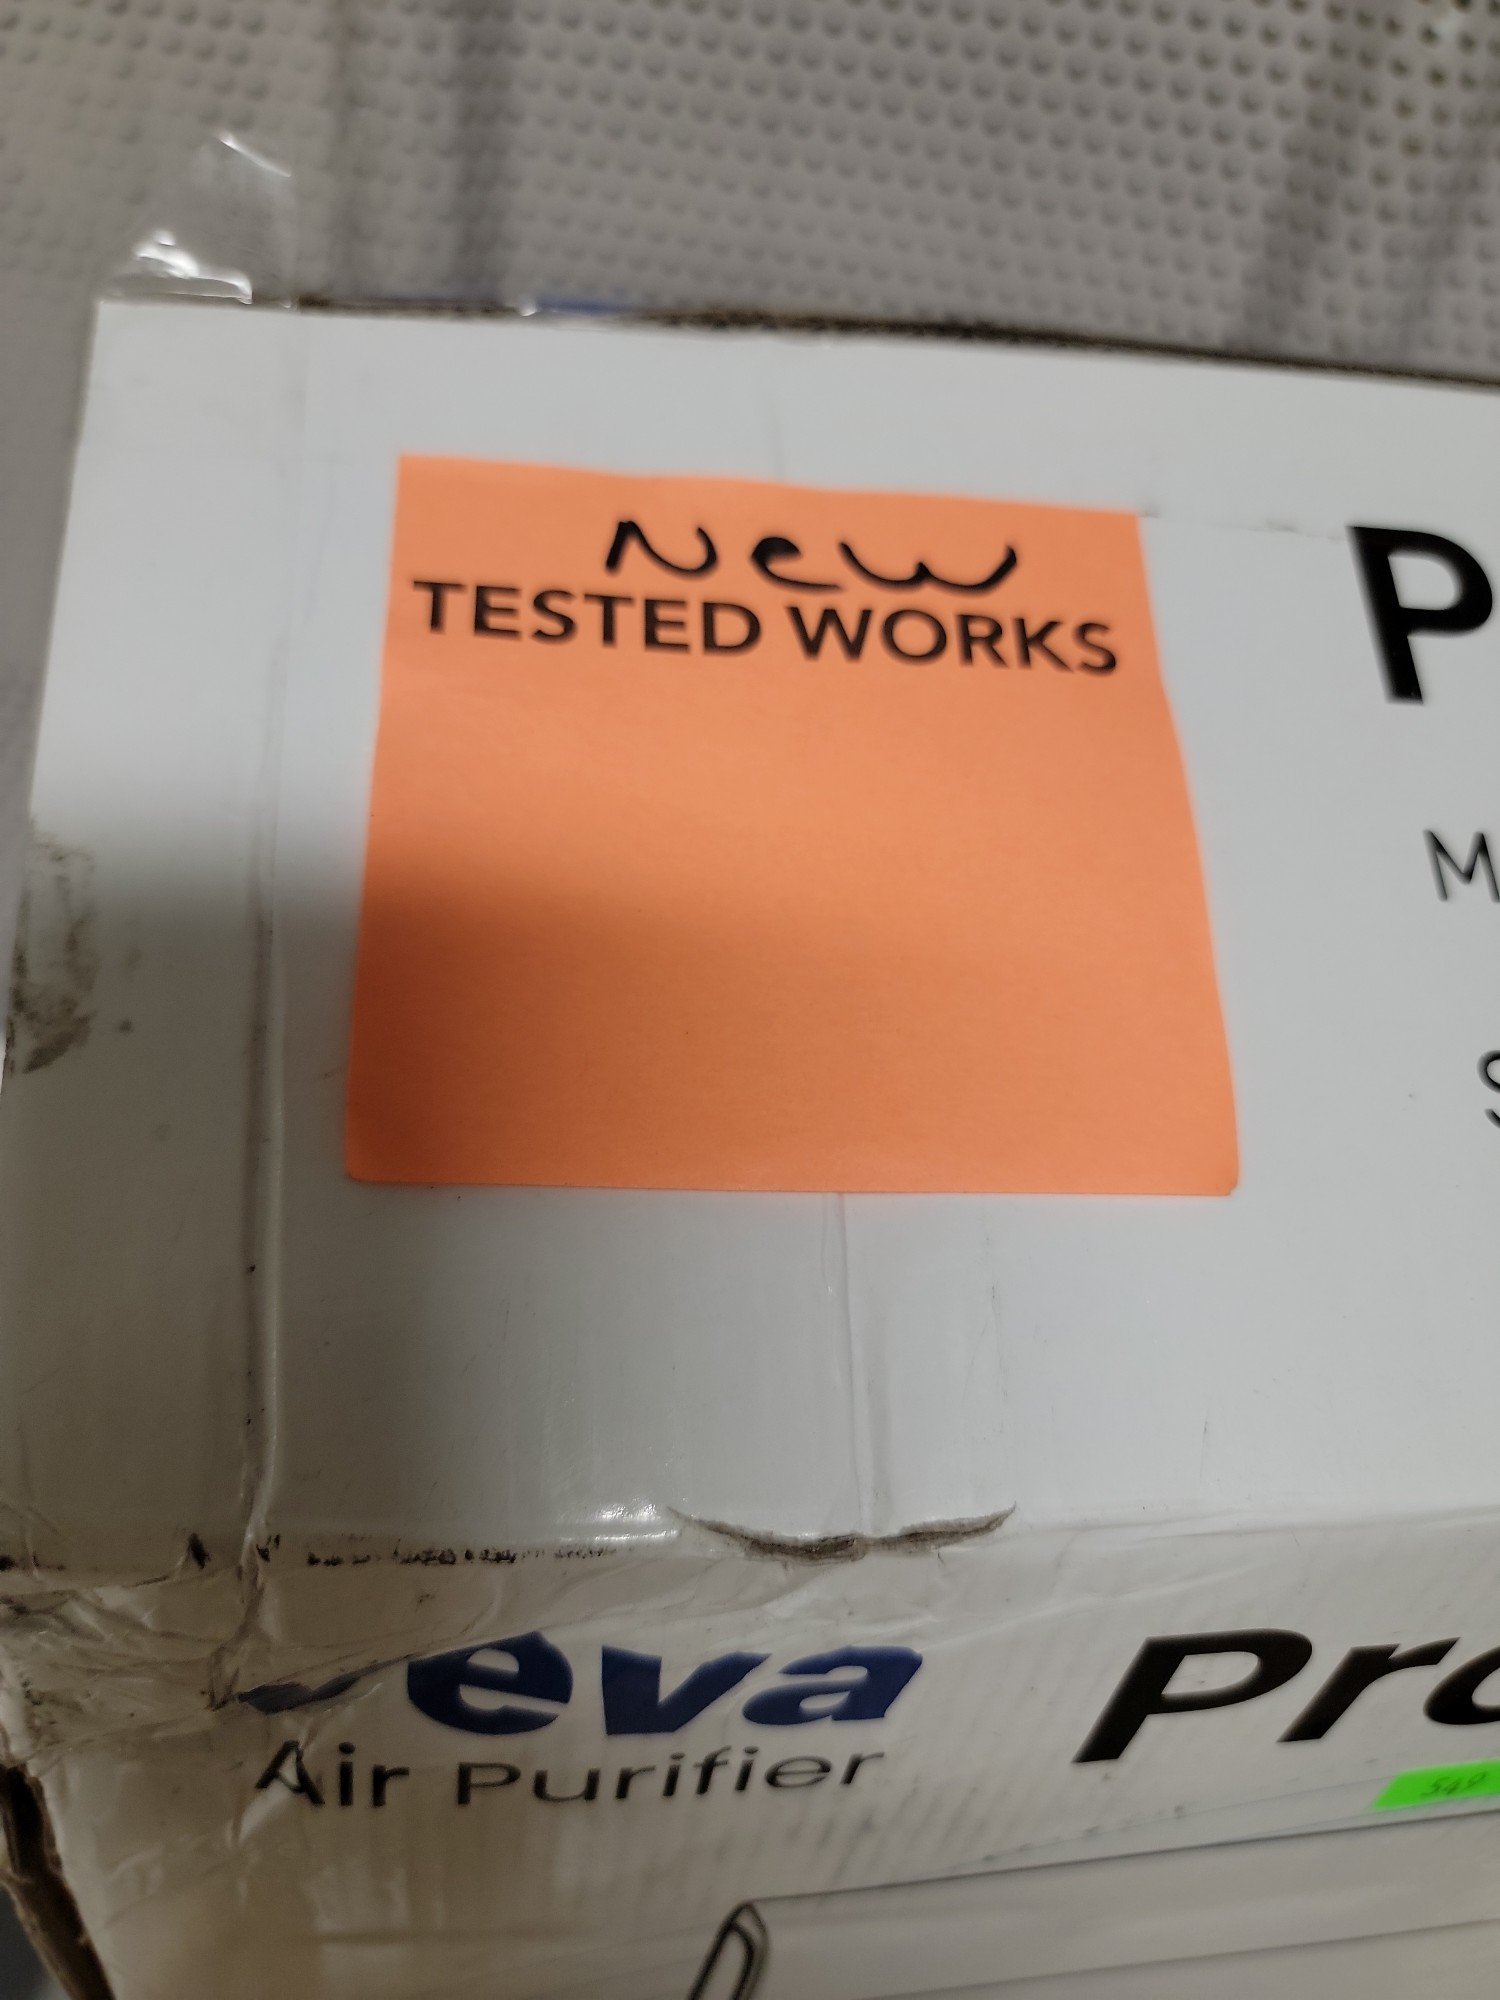 New
TESTED WORKS
P
M
S
eva
Pro
Air Purifier